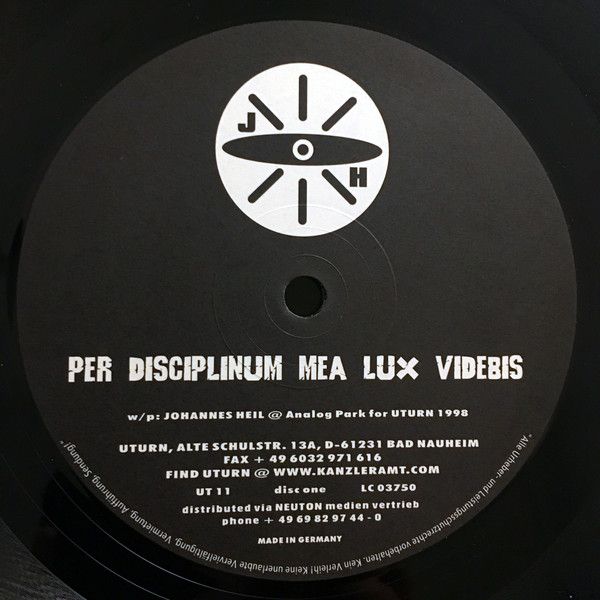 J
H
PER DISCIPLINUM MEA LUX VIDEBIS
w/p: JOHANNES HEIL @ Analog Park for UTURN 1998
UTURN, ALTE SCHULSTR. 13A, D-61231 BAD NAUHEIM
FAX + 49 6032 971 616
FIND UTURN @ WWW.KANZLERAMT.COM
UT 11 disc one LC 03750
distributed via NEUTON medien vertrieb
phone + 49 69 82 97 44 - 0
MADE IN GERMANY
"Alle Urheber- und Leistungsschutzrechte vorbehalten. Kein Verleih! Keine unerlaubte Vervielfältigung, Vermietung, Aufführung, Sendung!"